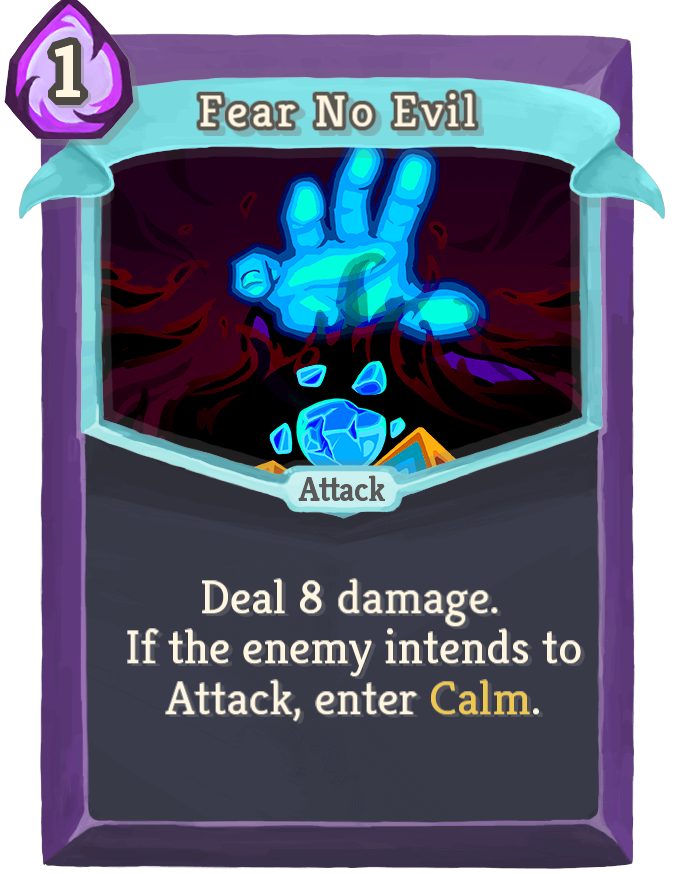 1
Fear No Evil
Attack
Deal 8 damage.
If the enemy intends to
Attack, enter Calm.